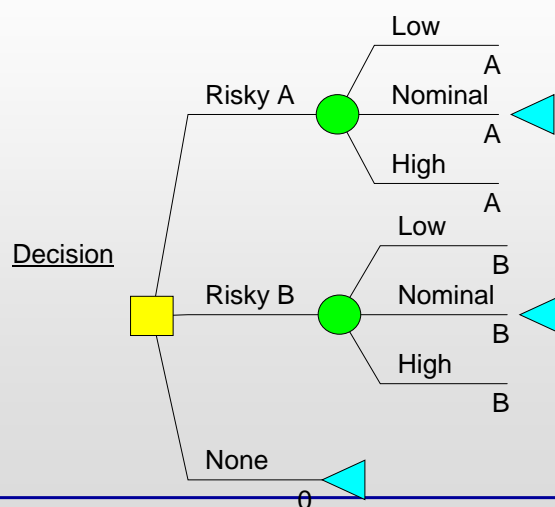 Low
A
Risky A
Nominal
A
High
A
Low
Decision
B
Risky B
Nominal
B
High
B
None
0